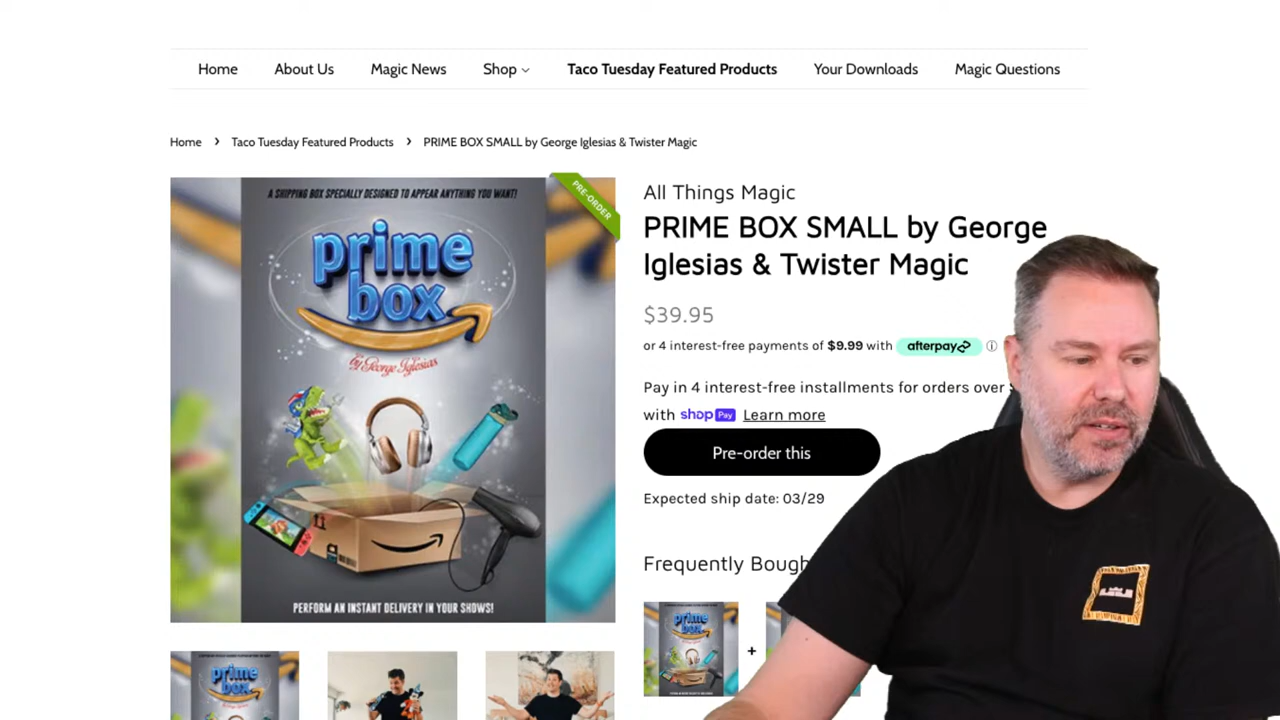 Home About Us Magic News Shop Taco Tuesday Featured Products Your Downloads Magic Questions
Home › Taco Tuesday Featured Products › PRIME BOX SMALL by George Iglesias & Twister Magic
A SHIPPING BOX SPECIALLY DESIGNED TO APPEAR ANYTHING YOU WANT!
PRE-ORDER
prime
box
by George Iglesias
PERFORM AN INSTANT DELIVERY IN YOUR SHOWS!
All Things Magic
PRIME BOX SMALL by George
Iglesias & Twister Magic
$39.95
or 4 interest-free payments of $9.99 with afterpay
Pay in 4 interest-free installments for orders over
with shop Pay Learn more
Pre-order this
Expected ship date: 03/29
Frequently
prime
box
+
prime
box